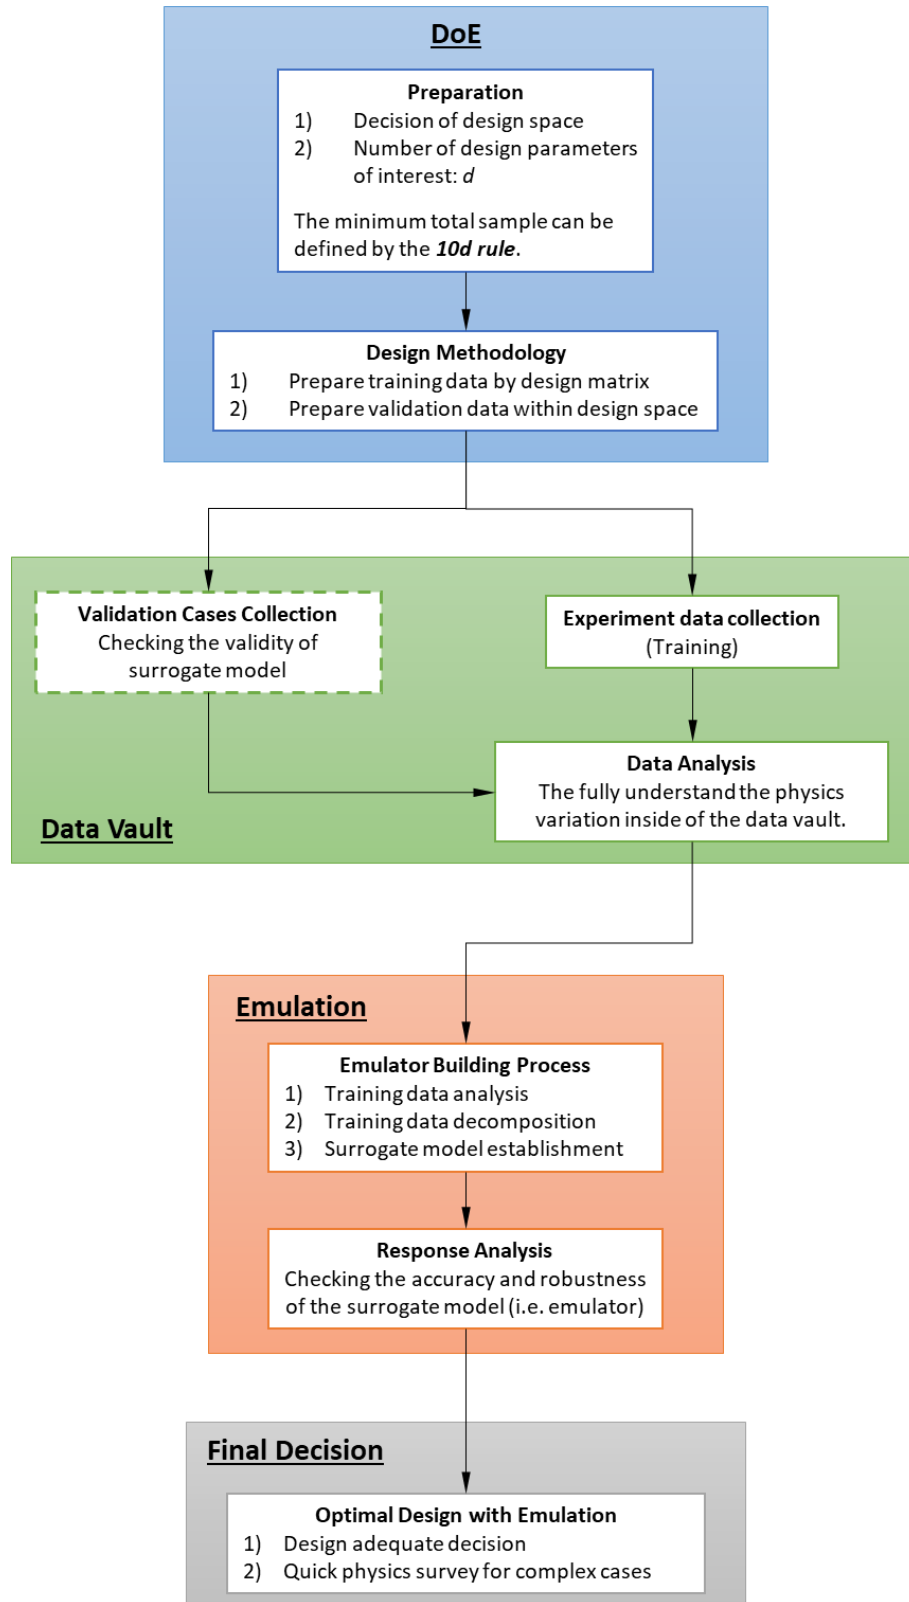 DoE
Preparation
1) Decision of design space
2) Number of design parameters
of interest: d
The minimum total sample can be
defined by the 10d rule.
Design Methodology
1) Prepare training data by design matrix
2) Prepare validation data within design space
Validation Cases Collection
Checking the validity of
surrogate model
Experiment data collection
(Training)
Data Analysis
The fully understand the physics
variation inside of the data vault.
Data Vault
Emulation
Emulator Building Process
1) Training data analysis
2) Training data decomposition
3) Surrogate model establishment
Response Analysis
Checking the accuracy and robustness
of the surrogate model (i.e. emulator)
Final Decision
Optimal Design with Emulation
1) Design adequate decision
2) Quick physics survey for complex cases